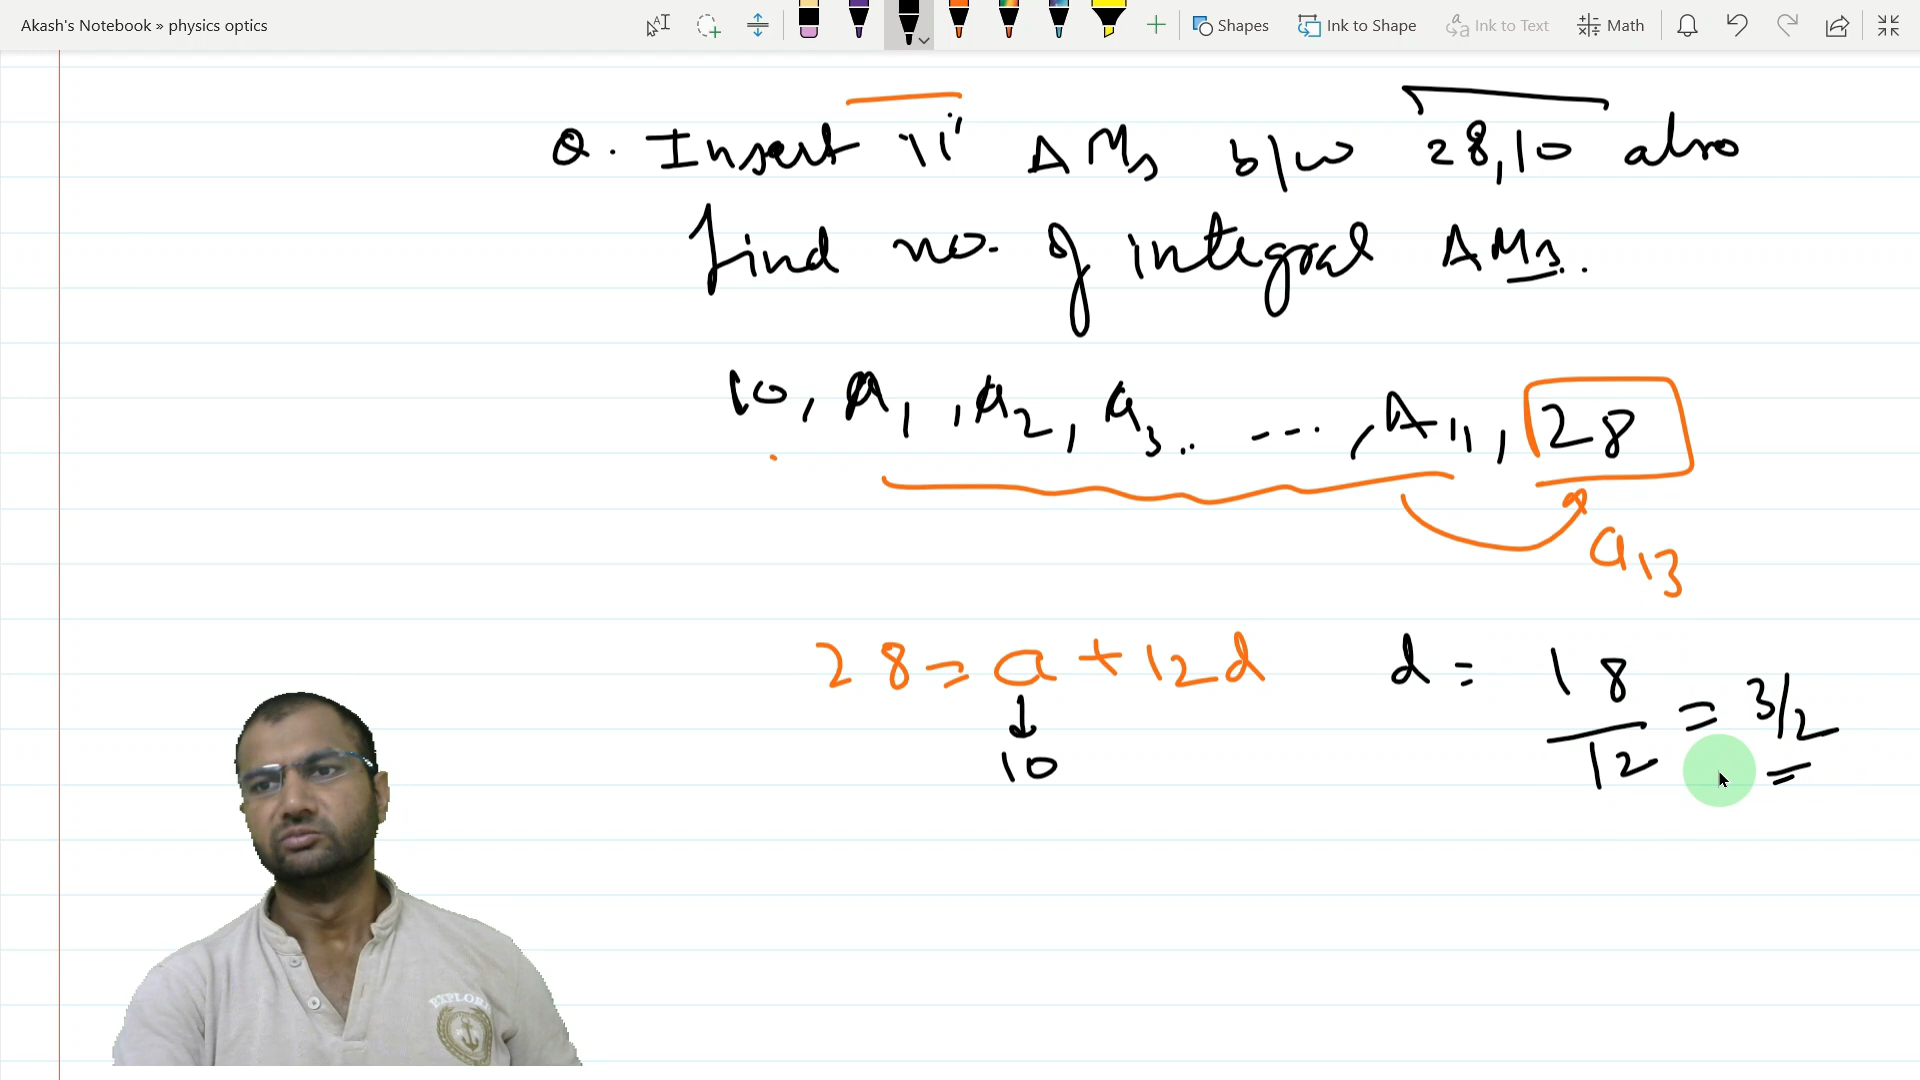 Akash's Notebook » physics optics
Shapes
Ink to Shape
Ink to Text
Math
Q. Insert '11' AMs b/w 28,10 also
find no. of integral AMs.
10, A1, A2, A3.. ---, A11, 28
a13
28 = a + 12d
↓
10
d = 18/12 = 3/2
EXPLOR